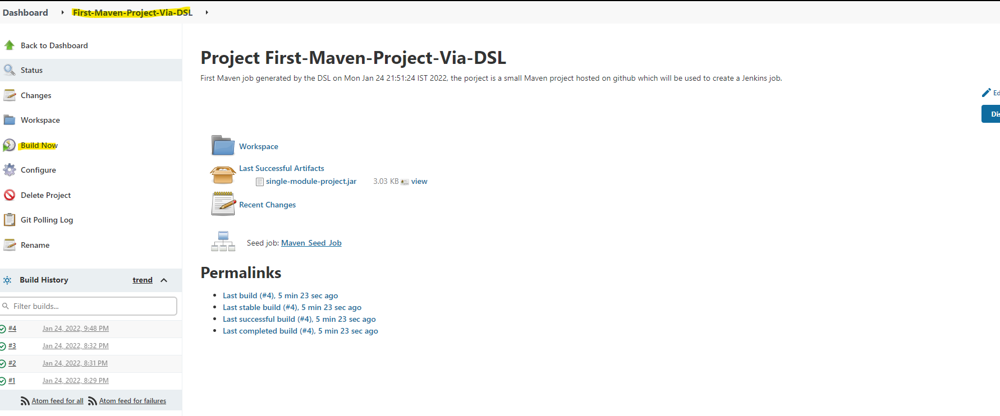 Dashboard First-Maven-Project-Via-DSL
Back to Dashboard
Status
Changes
Workspace
Build Now
Configure
Delete Project
Git Polling Log
Rename
Build History trend
Filter builds...
#4 Jan 24, 2022, 9:48 PM
#3 Jan 24, 2022, 8:32 PM
#2 Jan 24, 2022, 8:31 PM
#1 Jan 24, 2022, 8:29 PM
Atom feed for all Atom feed for failures
Project First-Maven-Project-Via-DSL
First Maven job generated by the DSL on Mon Jan 24 21:51:24 IST 2022, the porject is a small Maven project hosted on github which will be used to create a Jenkins job.
Ed
Dis
Workspace
Last Successful Artifacts
single-module-project.jar 3.03 KB view
Recent Changes
Seed job: Maven_Seed_Job
Permalinks
Last build (#4), 5 min 23 sec ago
Last stable build (#4), 5 min 23 sec ago
Last successful build (#4), 5 min 23 sec ago
Last completed build (#4), 5 min 23 sec ago